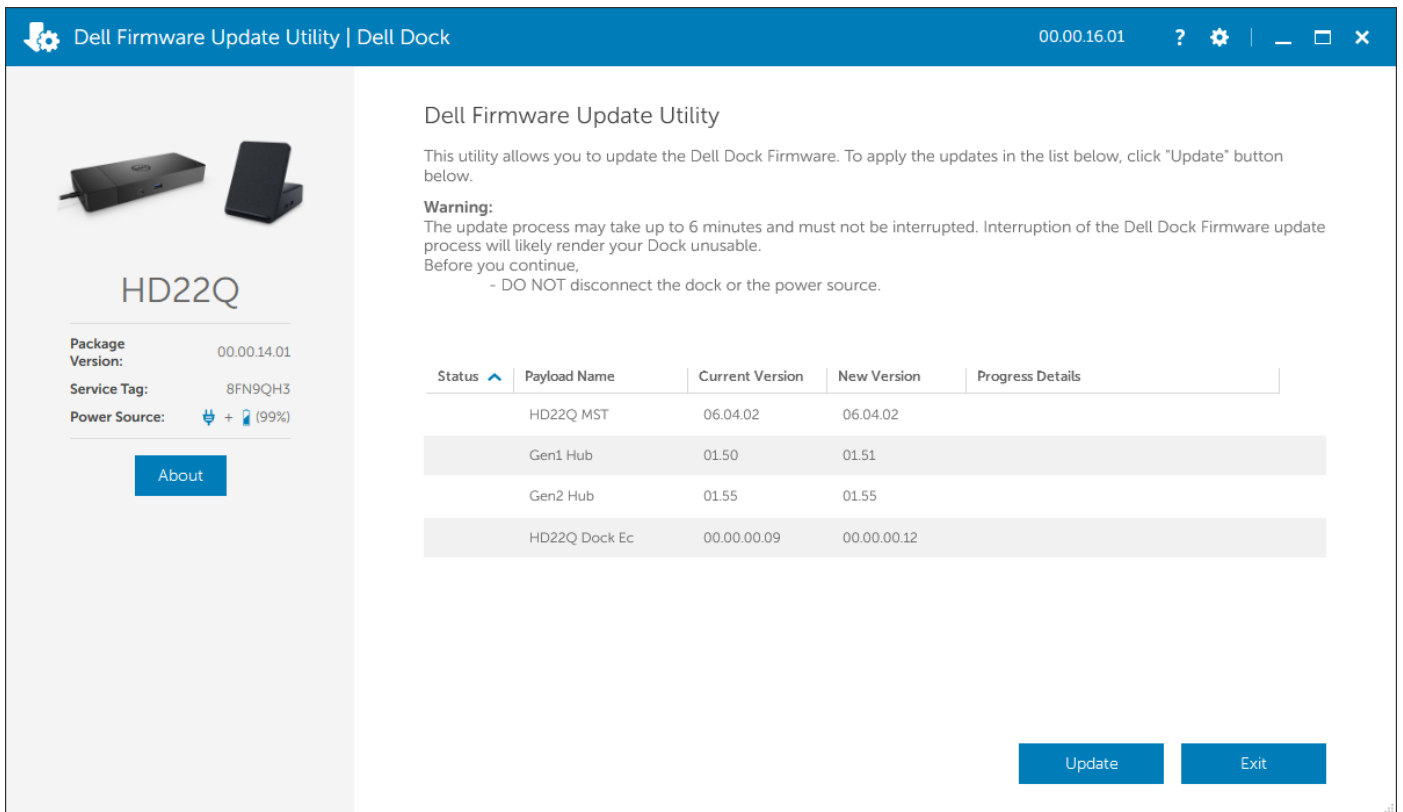 Dell Firmware Update Utility | Dell Dock
00.00.16.01
?
HD22Q
Package
Version:
00.00.14.01
Service Tag: 8FN9QH3
Power Source: + (99%)
About
Dell Firmware Update Utility
This utility allows you to update the Dell Dock Firmware. To apply the updates in the list below, click "Update" button
below.
Warning:
The update process may take up to 6 minutes and must not be interrupted. Interruption of the Dell Dock Firmware update
process will likely render your Dock unusable.
Before you continue,
- DO NOT disconnect the dock or the power source.
Status Payload Name Current Version New Version Progress Details
HD22Q MST 06.04.02 06.04.02
Gen1 Hub 01.50 01.51
Gen2 Hub 01.55 01.55
HD22Q Dock Ec 00.00.00.09 00.00.00.12
Update Exit